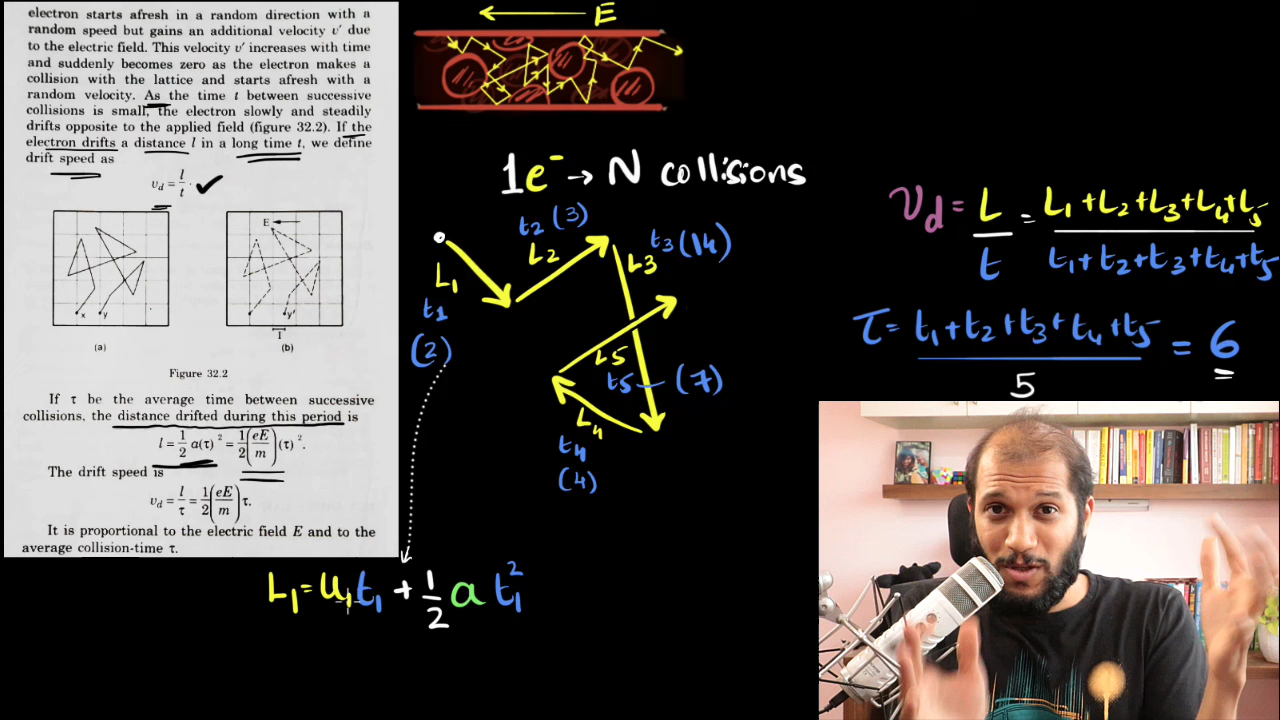 electron starts afresh in a random direction with a
random speed but gains an additional velocity v′ due
to the electric field. This velocity v′ increases with time
and suddenly becomes zero as the electron makes a
collision with the lattice and starts afresh with a
random velocity. As the time t between successive
collisions is small, the electron slowly and steadily
drifts opposite to the applied field (figure 32.2). If the
electron drifts a distance l in a long time t, we define
drift speed as
v_d = l/t · ✔
E
x y
(a)
E
y′
l
(b)
Figure 32.2
If τ be the average time between successive
collisions, the distance drifted during this period is
l = 1/2 a(τ)² = 1/2 (eE/m) (τ)².
The drift speed is
v_d = l/τ = 1/2 (eE/m) τ.
It is proportional to the electric field E and to the
average collision-time τ.
E
1e⁻ → N collisions
t2 (3)
L2
t3 (14)
L3
L1
t1
(2)
L5
t5 (7)
L4
t4
(4)
L1 = u1t1 + 1/2 a t1²
Vd = L/t = L1+L2+L3+L4+L5/t1+t2+t3+t4+t5
τ = t1+t2+t3+t4+t5/5 = 6